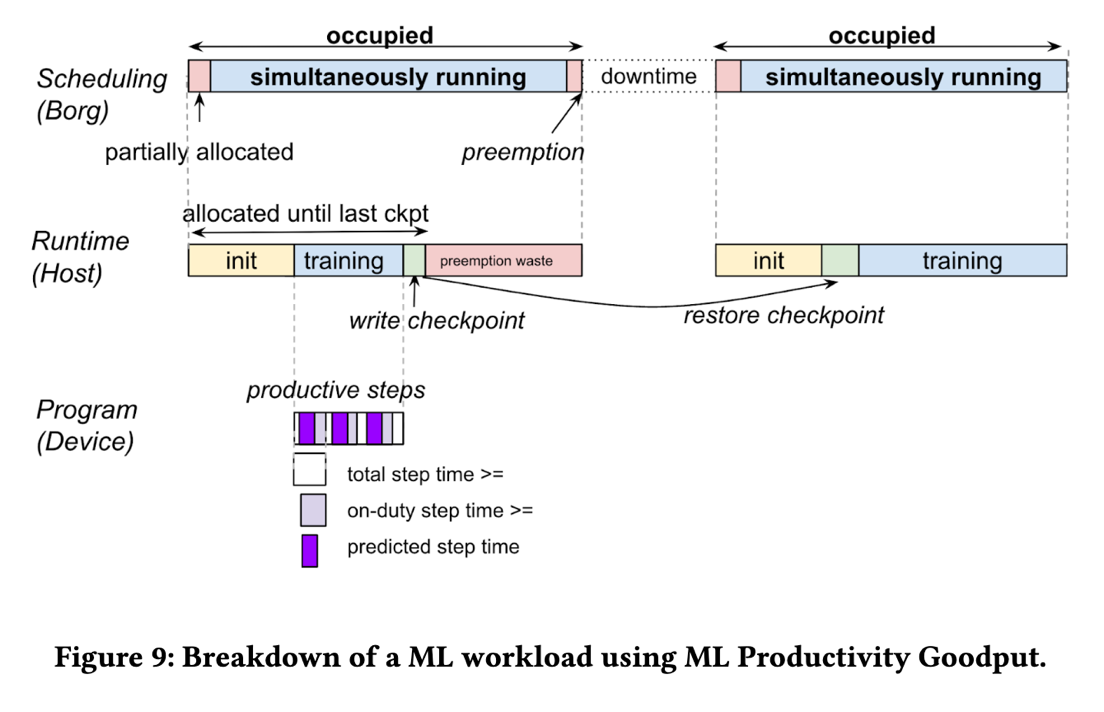 occupied
occupied
Scheduling
(Borg)
simultaneously running
downtime
simultaneously running
partially allocated
preemption
allocated until last ckpt
Runtime
(Host)
init
training
preemption waste
init
training
write checkpoint
restore checkpoint
productive steps
Program
(Device)
total step time >=
on-duty step time >=
predicted step time
Figure 9: Breakdown of a ML workload using ML Productivity Goodput.